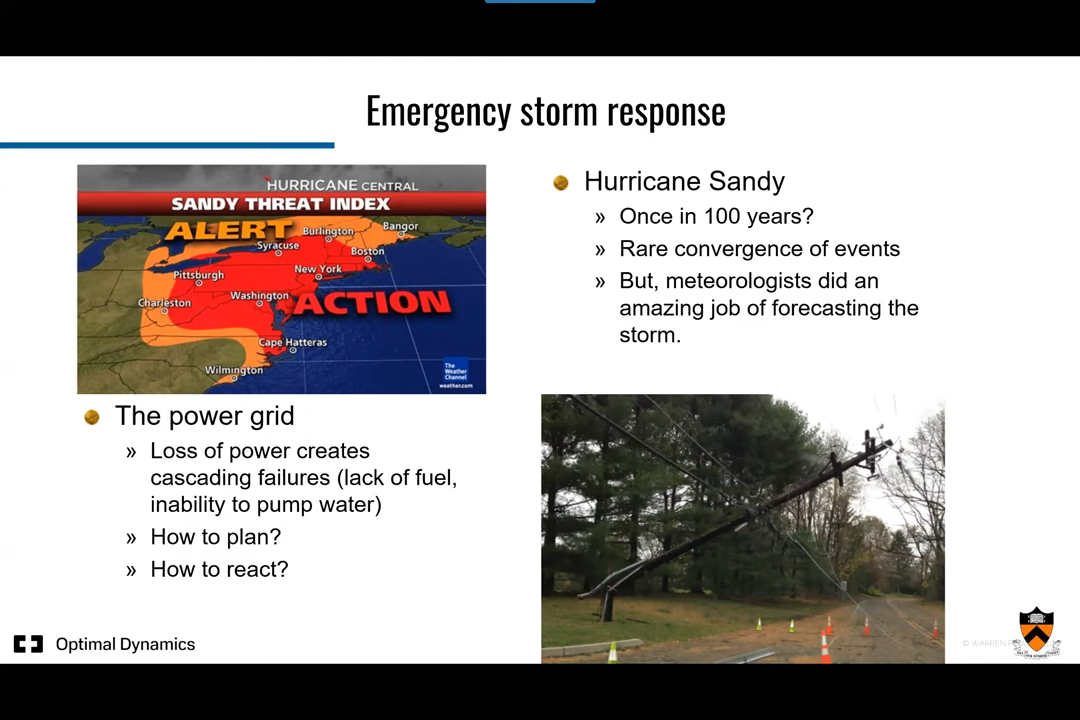 Emergency storm response
HURRICANE CENTRAL
SANDY THREAT INDEX
ALERT
Burlington
Bangor
Syracuse
Boston
Pittsburgh
New York
Charleston
Washington
ACTION
Cape Hatteras
Wilmington
The
Weather
Channel
weather.com
Hurricane Sandy
» Once in 100 years?
» Rare convergence of events
» But, meteorologists did an
amazing job of forecasting the
storm.
The power grid
» Loss of power creates
cascading failures (lack of fuel,
inability to pump water)
» How to plan?
» How to react?
Optimal Dynamics
© WARREN